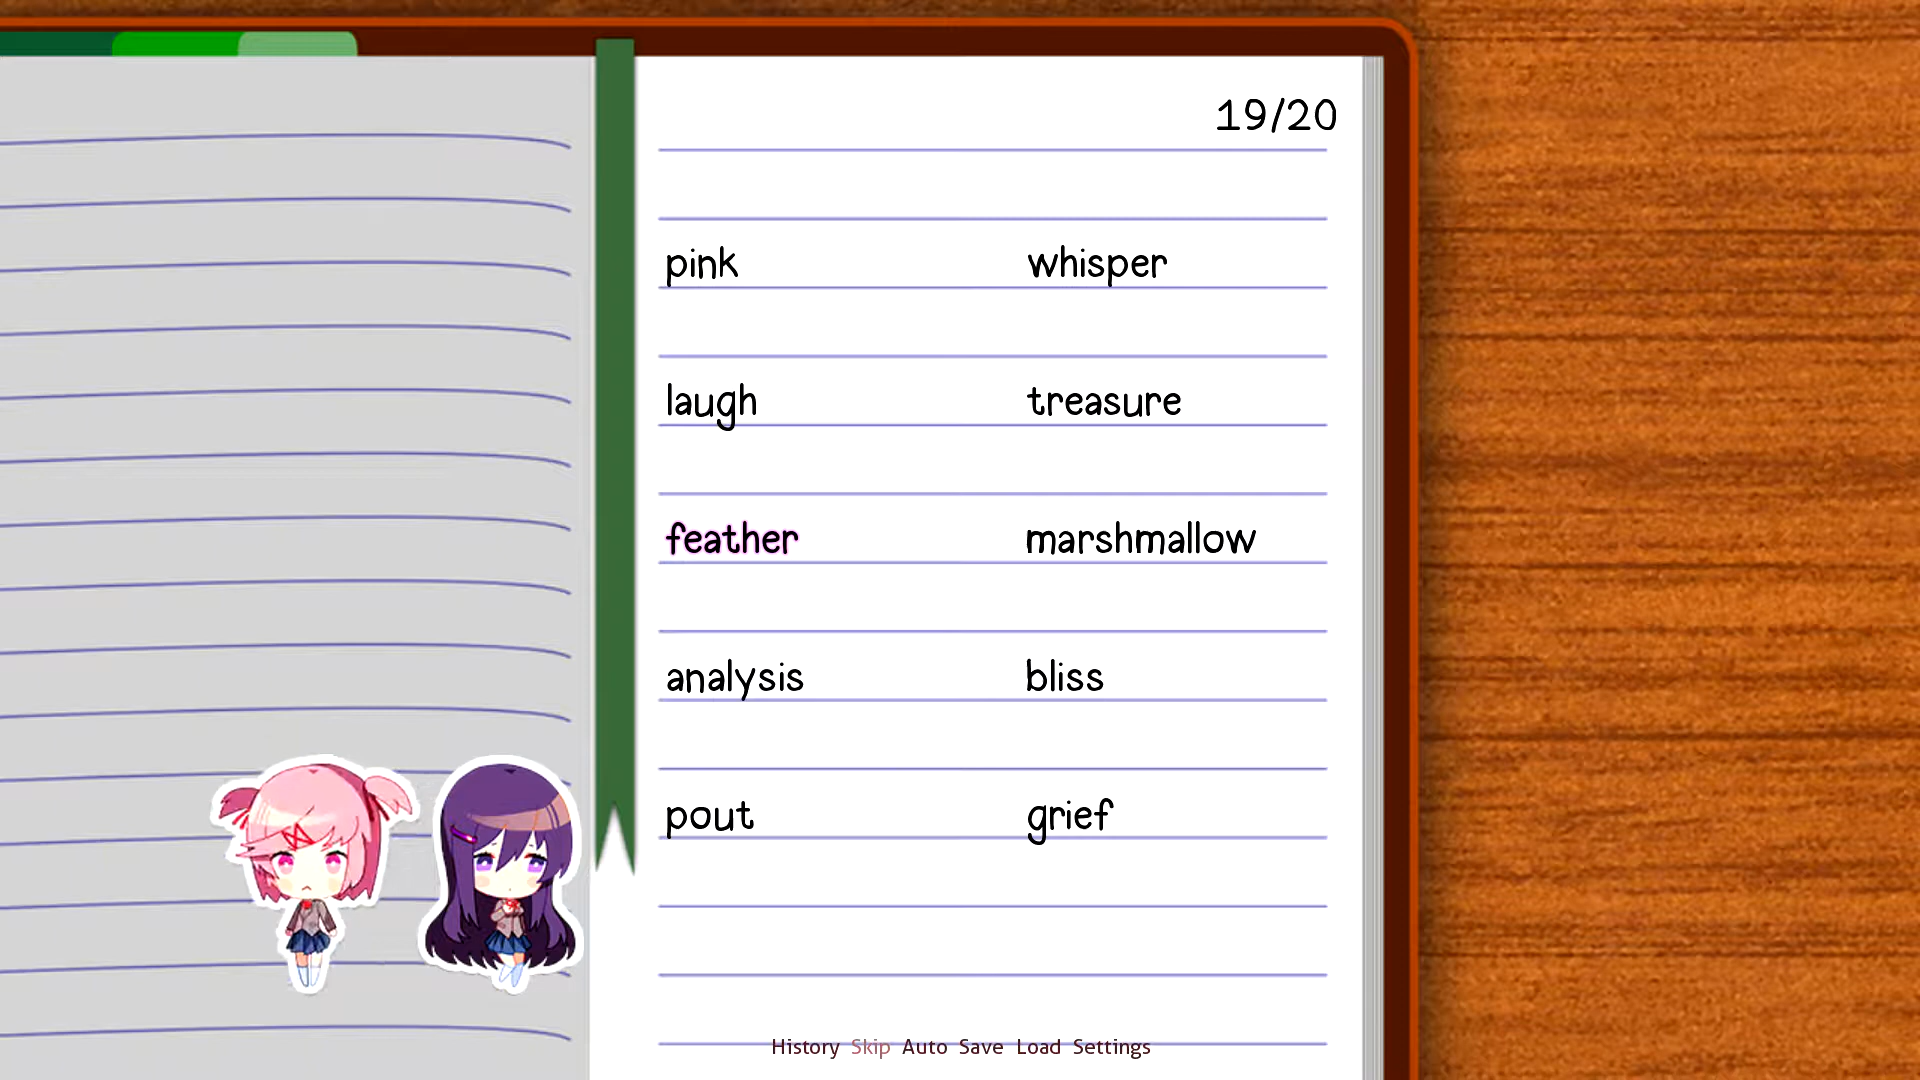 19/20
pink whisper
laugh treasure
feather marshmallow
analysis bliss
pout grief
History Skip Auto Save Load Settings